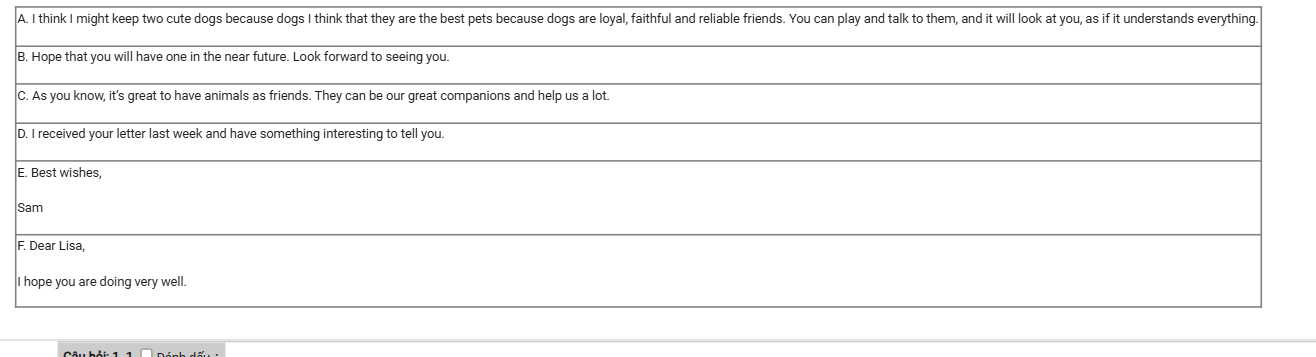 A. I think I might keep two cute dogs because dogs I think that they are the best pets because dogs are loyal, faithful and reliable friends. You can play and talk to them, and it will look at you, as if it understands everything.
B. Hope that you will have one in the near future. Look forward to seeing you.
C. As you know, it's great to have animals as friends. They can be our great companions and help us a lot.
D. I received your letter last week and have something interesting to tell you.
E. Best wishes,
Sam
F. Dear Lisa,
I hope you are doing very well.
Câu hỏi: 1, 1 Đánh dấu :